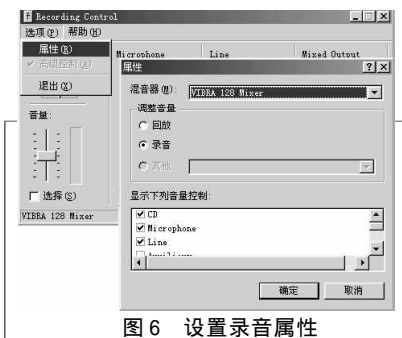 Recording Control
选项(P) 帮助(H)
属性(R)
高级控制(A)
退出(X)
Microphone Line Mixed Output
音量:
选择(S)
VIBRA 128 Mixer
属性
混音器(M): VIBRA 128 Mixer
调整音量
回放
录音
其他
显示下列音量控制:
CD
Microphone
Line
确定 取消
图6 设置录音属性